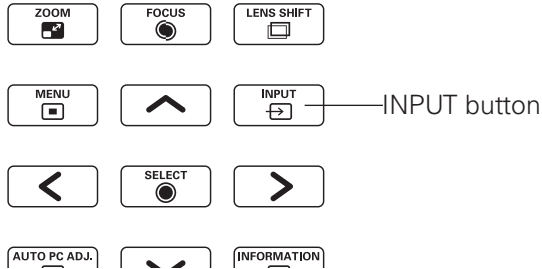 ZOOM FOCUS LENS SHIFT
MENU INPUT INPUT button
SELECT
AUTO PC ADJ. INFORMATION